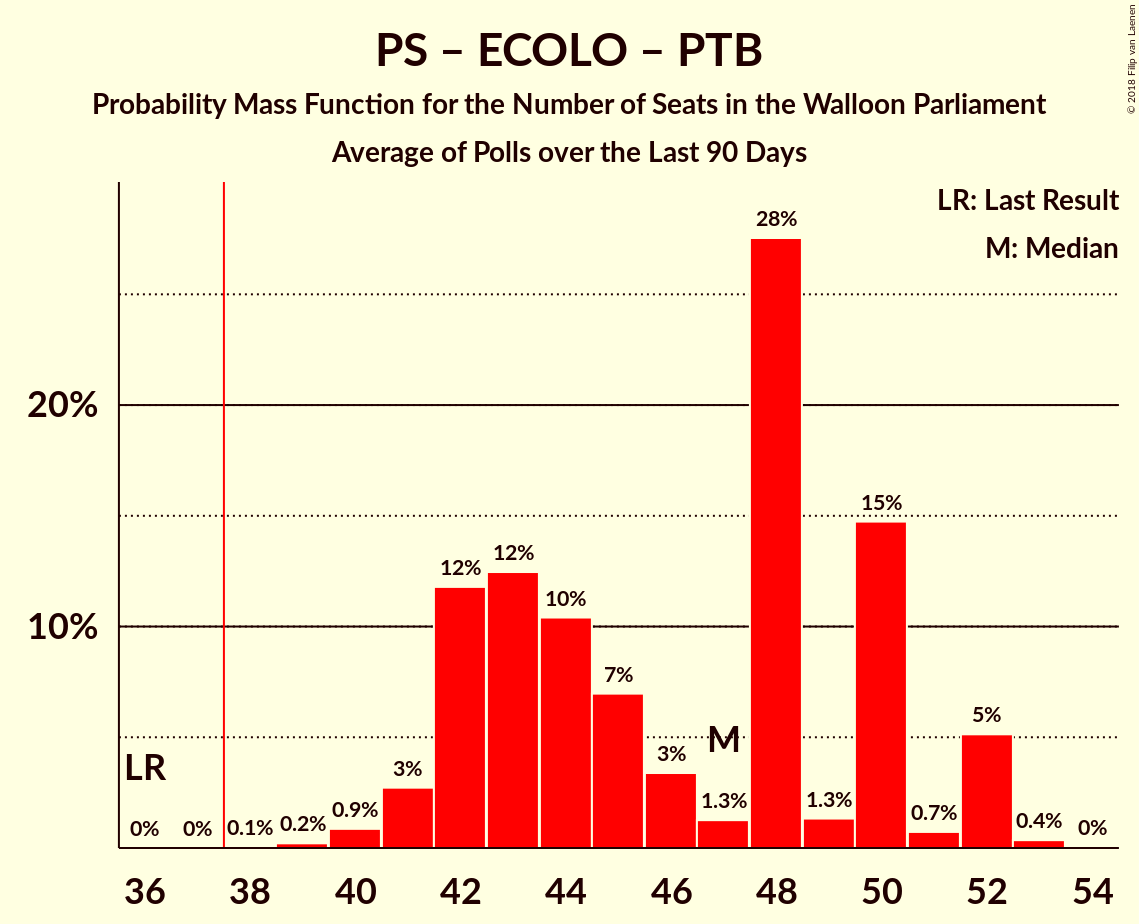 PS – ECOLO – PTB
Probability Mass Function for the Number of Seats in the Walloon Parliament
Average of Polls over the Last 90 Days
© 2018 Filip van Laenen
LR: Last Result
M: Median
20%
10%
LR
M
0%
0%
0.1%
0.2%
0.9%
3%
12%
12%
10%
7%
3%
1.3%
28%
1.3%
15%
0.7%
5%
0.4%
0%
36 38 40 42 44 46 48 50 52 54